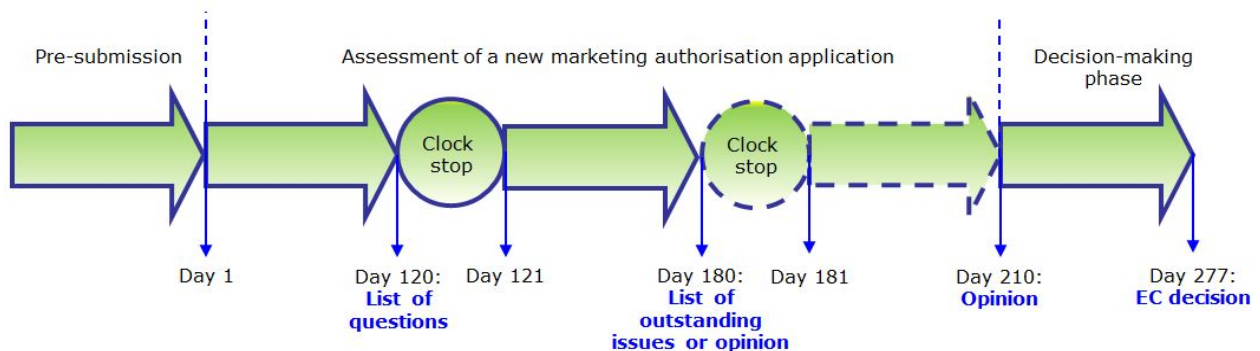 Pre-submission
Assessment of a new marketing authorisation application
Decision-making
phase
Clock
stop
Clock
stop
Day 1
Day 120:
List of
questions
Day 121
Day 180:
List of
outstanding
issues or opinion
Day 181
Day 210:
Opinion
Day 277:
EC decision